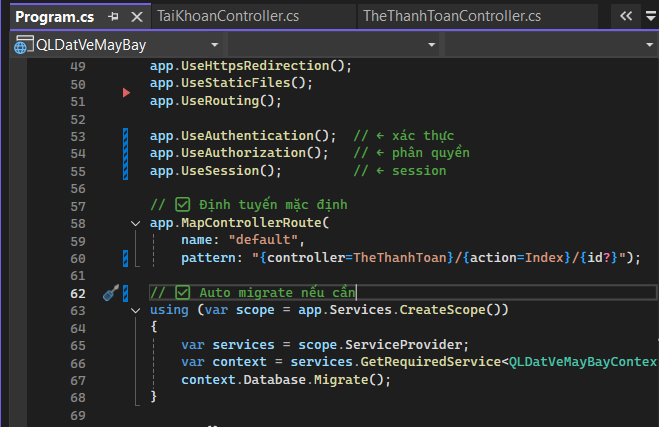 Program.cs
TaiKhoanController.cs
TheThanhToanController.cs
QLDatVeMayBay
49 app.UseHttpsRedirection();
50 app.UseStaticFiles();
51 app.UseRouting();
52
53 app.UseAuthentication();  // ← xác thực
54 app.UseAuthorization();   // ← phân quyền
55 app.UseSession();         // ← session
56
57 // ✅ Định tuyến mặc định
58 app.MapControllerRoute(
59     name: "default",
60     pattern: "{controller=TheThanhToan}/{action=Index}/{id?}");
61
62 // ✅ Auto migrate nếu cần
63 using (var scope = app.Services.CreateScope())
64 {
65     var services = scope.ServiceProvider;
66     var context = services.GetRequiredService<QLDatVeMayBayContex
67     context.Database.Migrate();
68 }
69